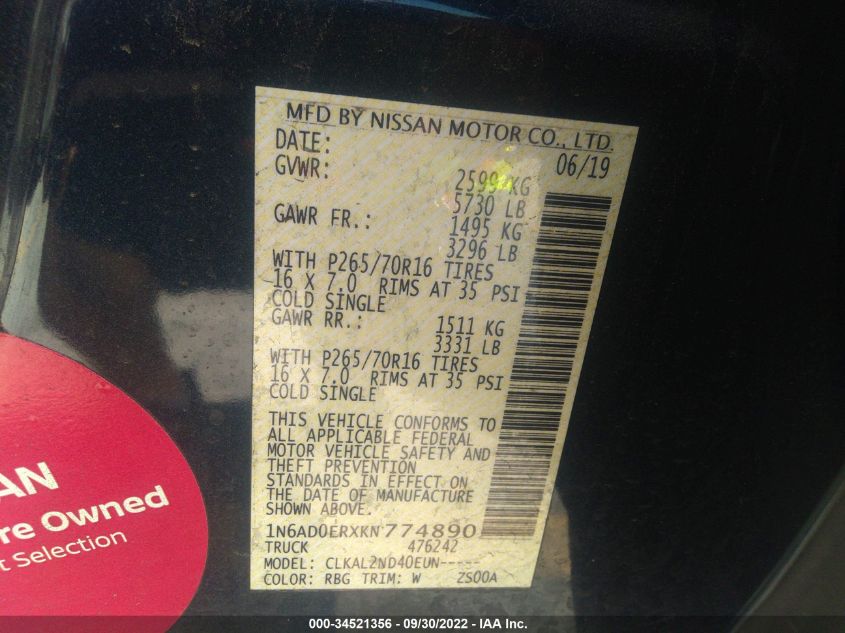 MFD BY NISSAN MOTOR CO., LTD.
DATE: 06/19
GVWR: 2599 KG
5730 LB
GAWR FR.: 1495 KG
3296 LB
WITH P265/70R16 TIRES
16 X 7.0 RIMS AT 35 PSI
COLD SINGLE
GAWR RR.: 1511 KG
3331 LB
WITH P265/70R16 TIRES
16 X 7.0 RIMS AT 35 PSI
COLD SINGLE
THIS VEHICLE CONFORMS TO
ALL APPLICABLE FEDERAL
MOTOR VEHICLE SAFETY AND
THEFT PREVENTION
STANDARDS IN EFFECT ON
THE DATE OF MANUFACTURE
SHOWN ABOVE.
1N6AD0ERXKN774890
TRUCK 476242
MODEL: CLKAL2ND40EUN-----
COLOR: RBG TRIM: W ZS00A
AN
re Owned
t Selection
000-34521356 - 09/30/2022 - IAA Inc.